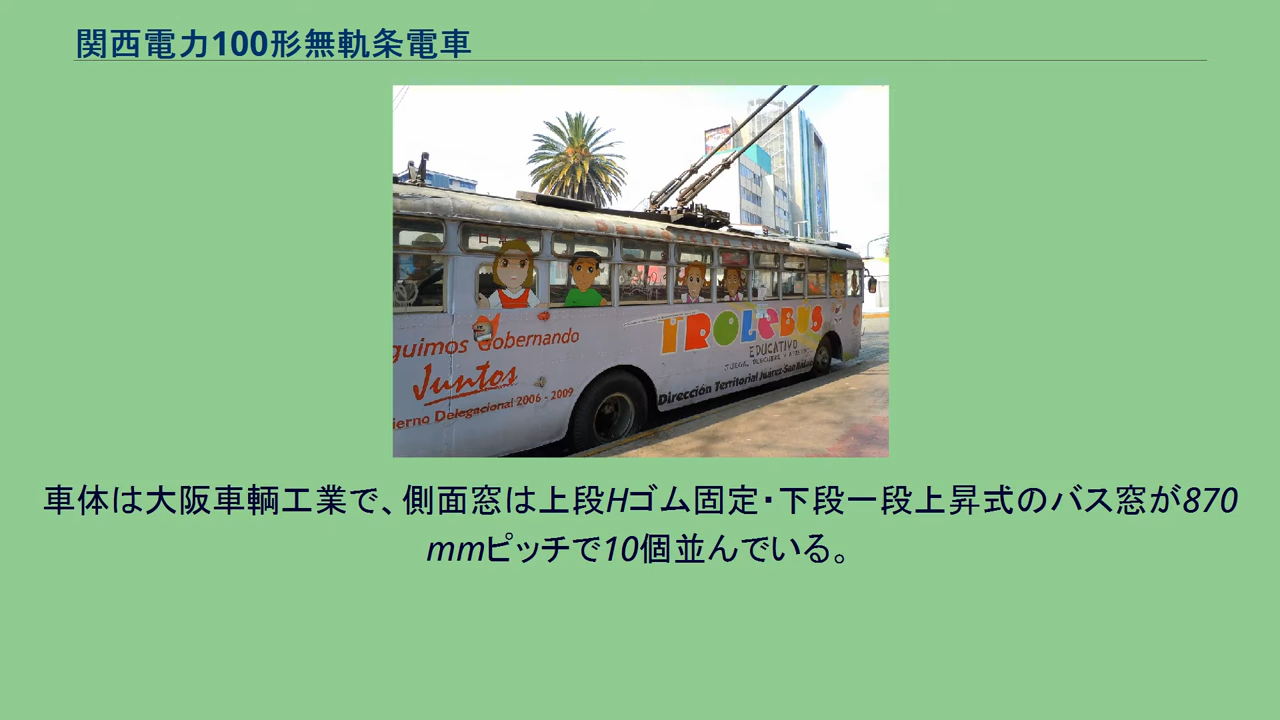 関西電力100形無軌条電車
guimos Gobernando
Juntos
ierno Delegacional 2006 - 2009
TROLeBUS
EDUCATIVO
Dirección Territorial Juárez-San
車体は大阪車輌工業で、側面窓は上段Hゴム固定・下段一段上昇式のバス窓が870
mmピッチで10個並んでいる。